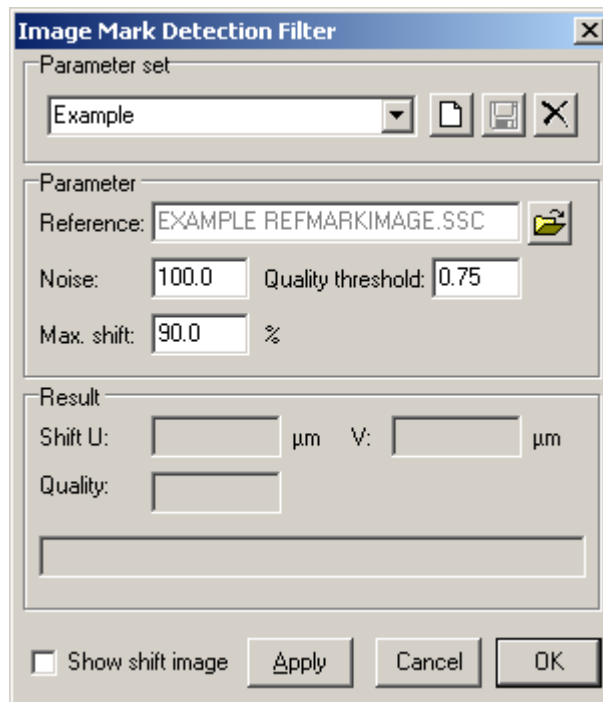 Image Mark Detection Filter
Parameter set
Example
Parameter
Reference: EXAMPLE REFMARKIMAGE.SSC
Noise: 100.0 Quality threshold: 0.75
Max. shift: 90.0 %
Result
Shift U: µm V: µm
Quality:
Show shift image Apply Cancel OK